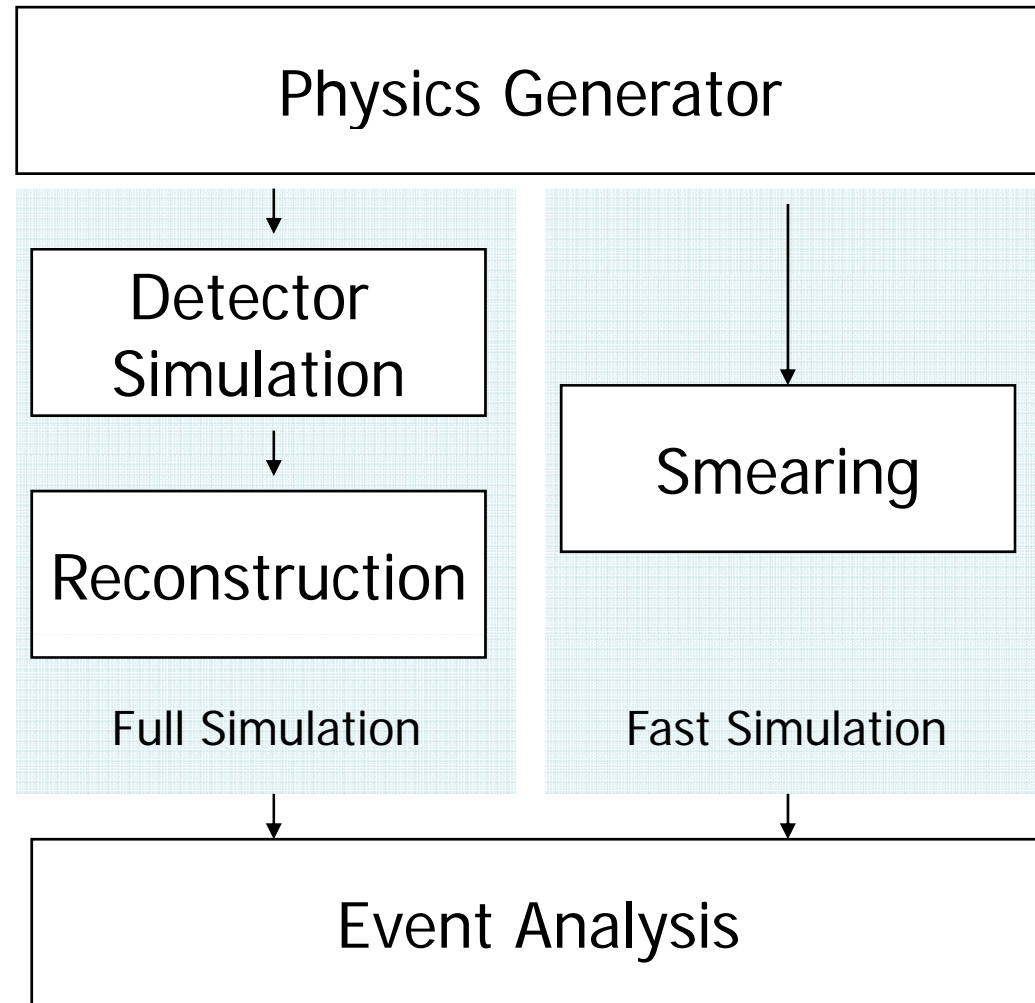 Physics Generator
Detector
Simulation
Reconstruction
Full Simulation
Smearing
Fast Simulation
Event Analysis